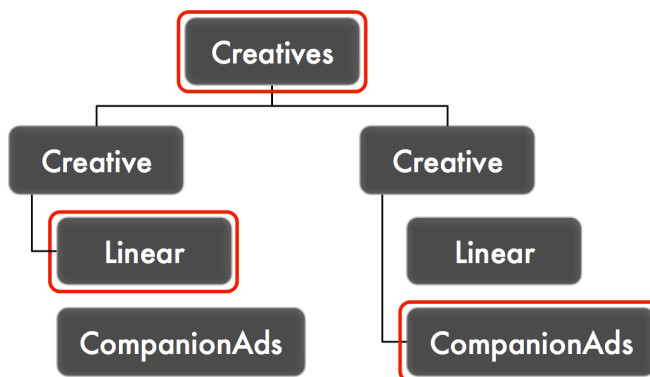 Creatives
Creative
Creative
Linear
Linear
CompanionAds
CompanionAds